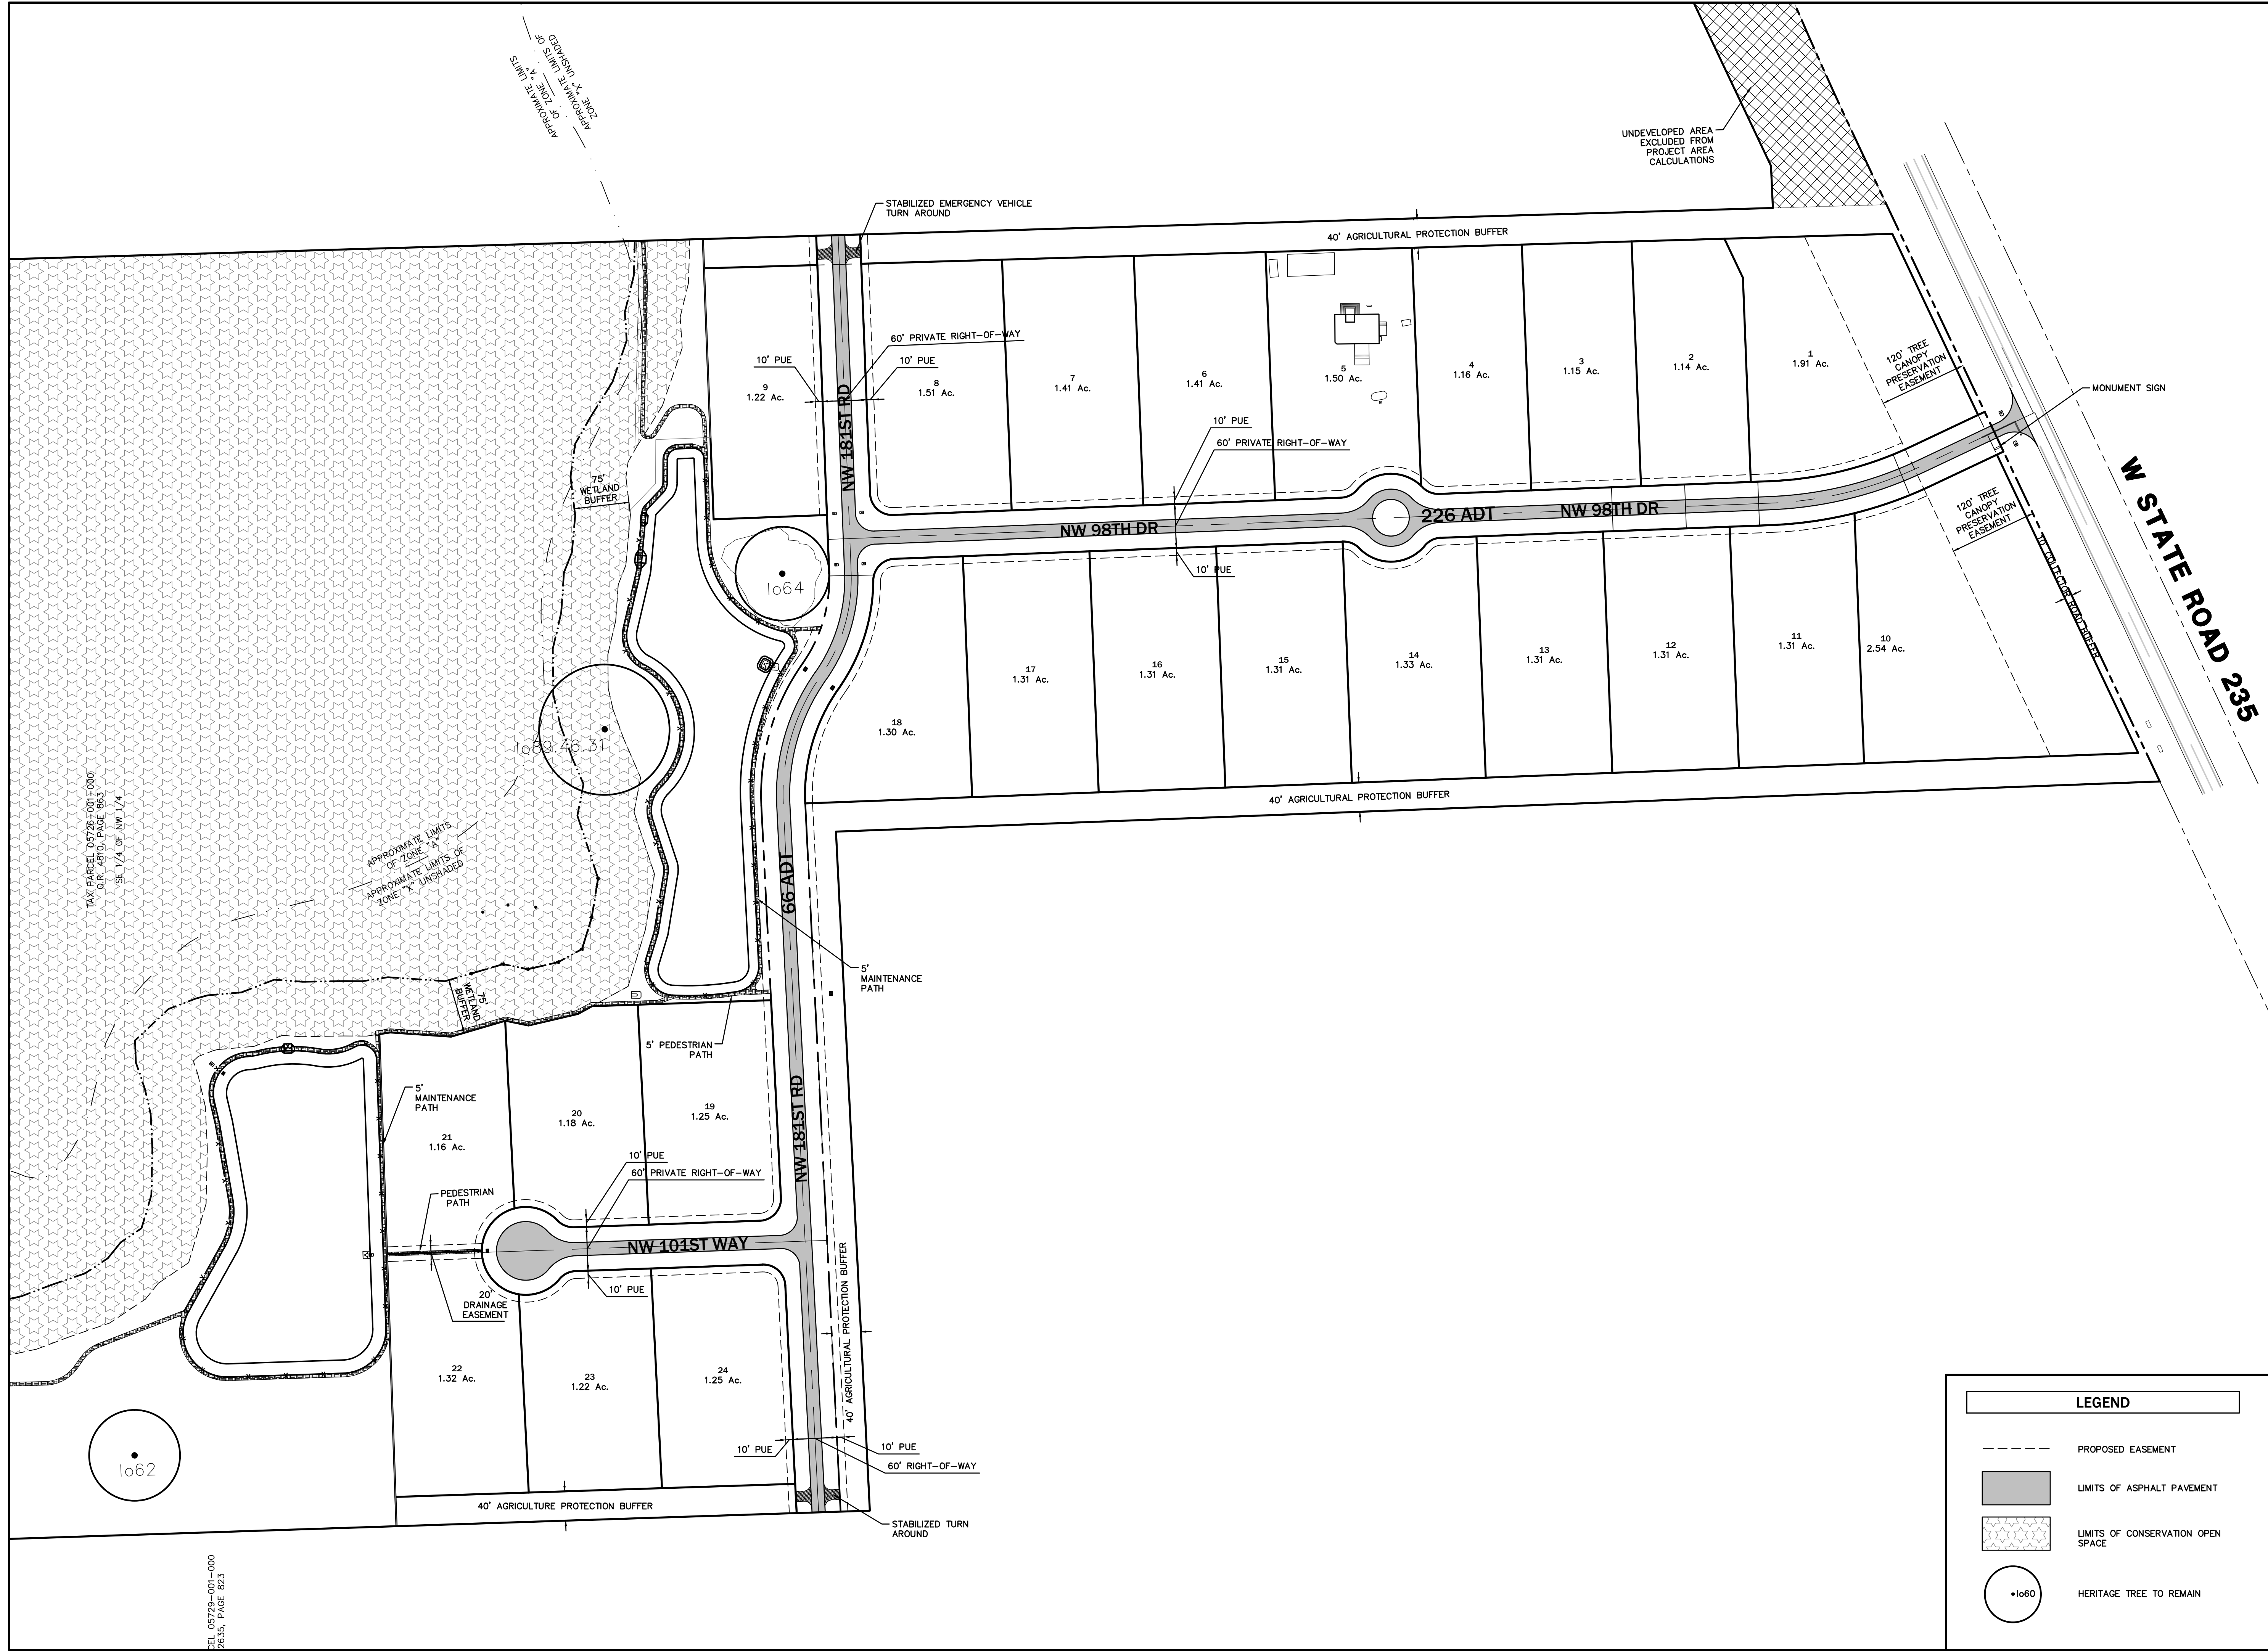 APPROXIMATE LIMITS
OF ZONE "A"
APPROXIMATE LIMITS OF
ZONE "X" UNSHADED
UNDEVELOPED AREA
EXCLUDED FROM
PROJECT AREA
CALCULATIONS
STABILIZED EMERGENCY VEHICLE
TURN AROUND
40' AGRICULTURAL PROTECTION BUFFER
60' PRIVATE RIGHT-OF-WAY
10' PUE
10' PUE
9
1.22 Ac.
8
1.51 Ac.
7
1.41 Ac.
6
1.41 Ac.
5
1.50 Ac.
4
1.16 Ac.
3
1.15 Ac.
2
1.14 Ac.
1
1.91 Ac.
120' TREE
CANOPY
PRESERVATION
EASEMENT
MONUMENT SIGN
NW 181ST RD
10' PUE
60' PRIVATE RIGHT-OF-WAY
75'
WETLAND
BUFFER
NW 98TH DR
226 ADT
NW 98TH DR
10' PUE
120' TREE
CANOPY
PRESERVATION
EASEMENT
W STATE ROAD 235
lo64
18
1.30 Ac.
17
1.31 Ac.
16
1.31 Ac.
15
1.31 Ac.
14
1.33 Ac.
13
1.31 Ac.
12
1.31 Ac.
11
1.31 Ac.
10
2.54 Ac.
COLLECTOR ROAD BUFFER
lo89.46.31
40' AGRICULTURAL PROTECTION BUFFER
TAX PARCEL 05726-001-000
O.R. 4810, PAGE 863
SE 1/4 OF NW 1/4
APPROXIMATE LIMITS
OF ZONE "A"
APPROXIMATE LIMITS OF
ZONE "X" UNSHADED
66 ADT
5'
MAINTENANCE
PATH
75'
WETLAND
BUFFER
5' PEDESTRIAN
PATH
5'
MAINTENANCE
PATH
21
1.16 Ac.
20
1.18 Ac.
19
1.25 Ac.
NW 181ST RD
10' PUE
60' PRIVATE RIGHT-OF-WAY
PEDESTRIAN
PATH
NW 101ST WAY
20'
DRAINAGE
EASEMENT
10' PUE
40' AGRICULTURAL PROTECTION BUFFER
22
1.32 Ac.
23
1.22 Ac.
24
1.25 Ac.
10' PUE
10' PUE
60' RIGHT-OF-WAY
lo62
40' AGRICULTURE PROTECTION BUFFER
STABILIZED TURN
AROUND
CEL 05729-001-000
2635, PAGE 823
LEGEND
PROPOSED EASEMENT
LIMITS OF ASPHALT PAVEMENT
LIMITS OF CONSERVATION OPEN
SPACE
lo60
HERITAGE TREE TO REMAIN